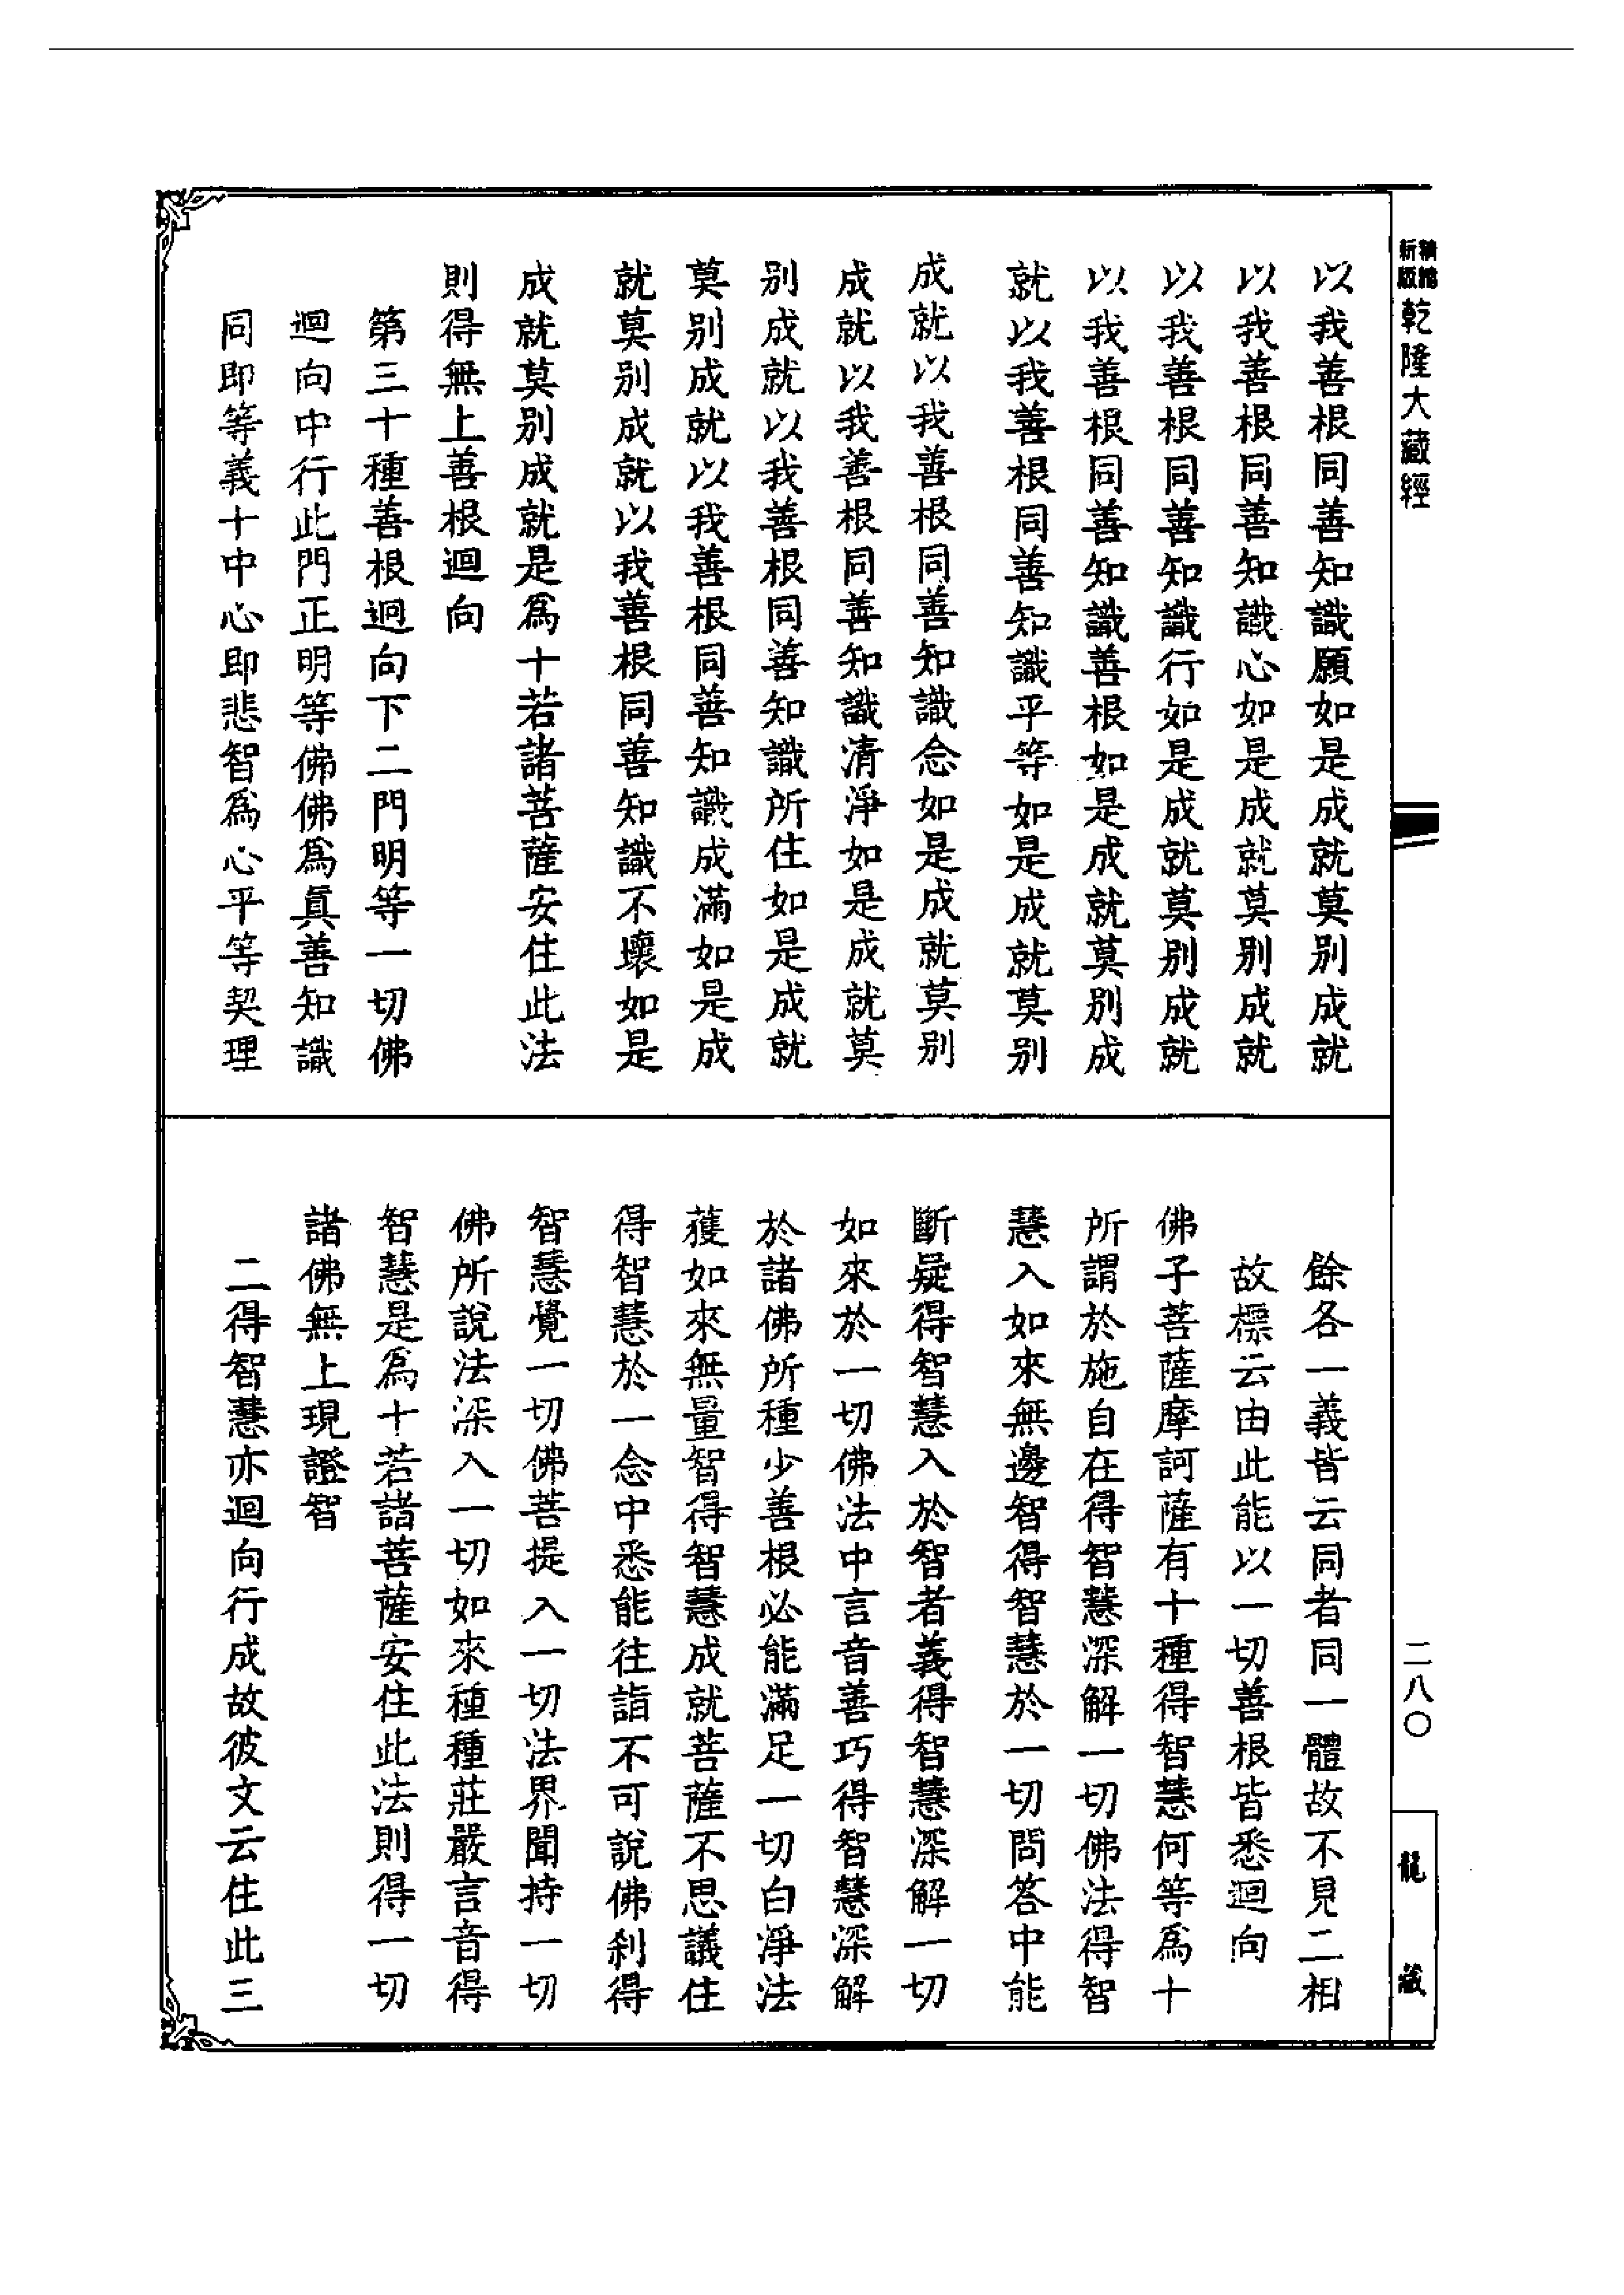 精縮
新版
乾隆大藏經
以我善根同善知識願如是成就莫别成就
以我善根同善知識心如是成就莫别成就
以我善根同善知識行如是成就莫别成就
以我善根同善知識善根如是成就莫别成
就以我善根同善知識平等如是成就莫别
成就以我善根同善知識念如是成就莫别
成就以我善根同善知識清淨如是成就莫
别成就以我善根同善知識所住如是成就
莫别成就以我善根同善知識成滿如是成
就莫别成就以我善根同善知識不壞如是
成就莫别成就是爲十若諸菩薩安住此法
則得無上善根迴向
第三十種善根迴向下二門明等一切佛
迴向中行此門正明等佛佛爲真善知識
同即等義十中心即悲智爲心平等契理
餘各一義皆云同者同一體故不見二相
故標云由此能以一切善根皆悉迴向
佛子菩薩摩訶薩有十種得智慧何等爲十
所謂於施自在得智慧深解一切佛法得智
慧入如來無邊智得智慧於一切問答中能
斷疑得智慧入於智者義得智慧深解一切
如來於一切佛法中言音善巧得智慧深解
於諸佛所種少善根必能滿足一切白淨法
獲如來無量智得智慧成就菩薩不思議住
得智慧於一念中悉能往詣不可說佛刹得
智慧覺一切佛菩提入一切法界聞持一切
佛所說法深入一切如來種種莊嚴言音得
智慧是爲十若諸菩薩安住此法則得一切
諸佛無上現證智
二得智慧亦迴向行成故彼文云住此三
二八〇
龍藏